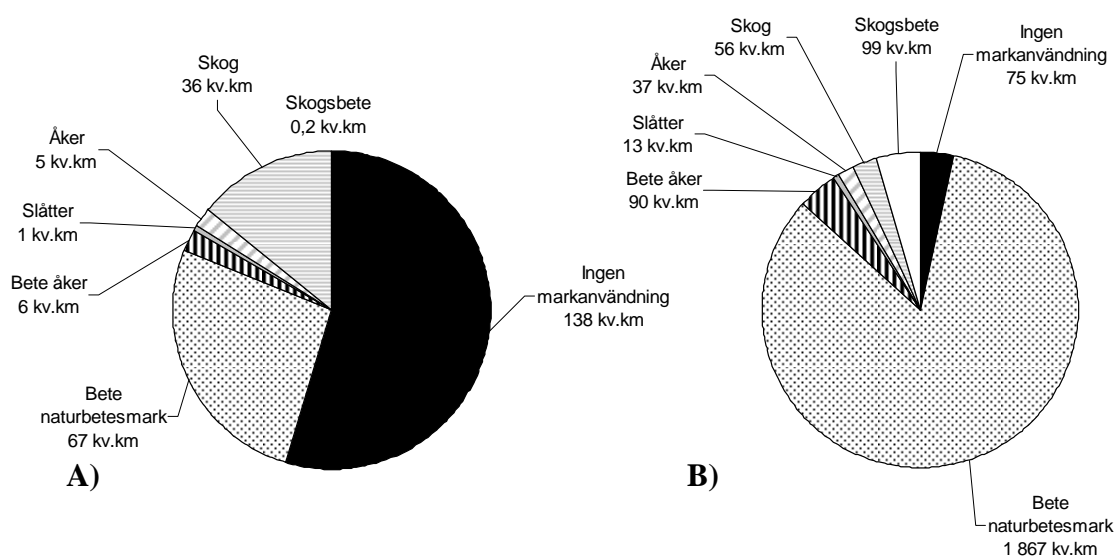 Skog
36 kv.km
Skogsbete
0,2 kv.km
Åker
5 kv.km
Slåtter
1 kv.km
Bete åker
6 kv.km
Ingen
markanvändning
138 kv.km
Bete
naturbetesmark
67 kv.km
A)
Skog
56 kv.km
Skogsbete
99 kv.km
Ingen
markanvändning
75 kv.km
Åker
37 kv.km
Slåtter
13 kv.km
Bete åker
90 kv.km
B)
Bete
naturbetesmark
1 867 kv.km